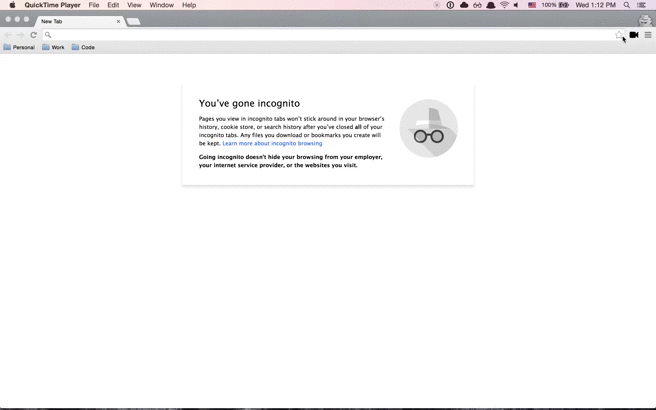 QuickTime Player File Edit View Window Help 100% Wed 1:12 PM
New Tab
Personal Work Code
You've gone incognito
Pages you view in incognito tabs won't stick around in your browser's
history, cookie store, or search history after you've closed all of your
incognito tabs. Any files you download or bookmarks you create will
be kept. Learn more about incognito browsing
Going incognito doesn't hide your browsing from your employer,
your internet service provider, or the websites you visit.